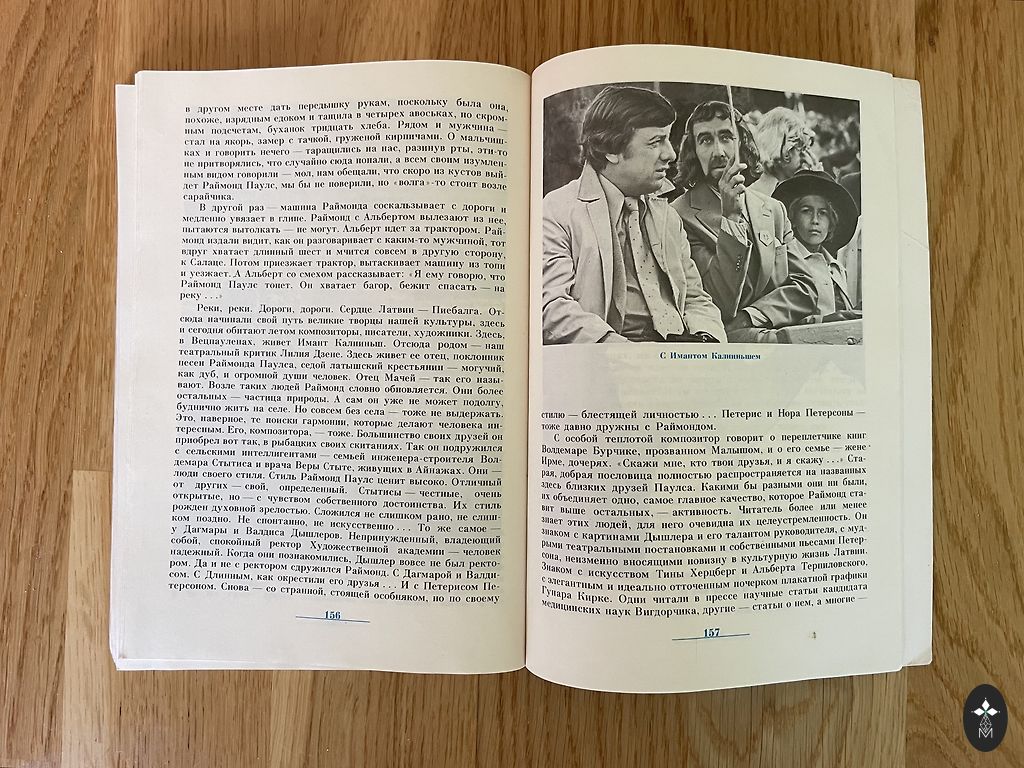 в другом месте дать передышку рукам, поскольку была она,
похоже, изрядным едоком и тащила в четырех авоськах, по скром-
ным подсчетам, буханок тридцать хлеба. Рядом и мужчина —
стал на якорь, замер с тачкой, груженой кирпичами. О мальчиш-
ках и говорить нечего — таращились на нас, разинув рты, эти-то
не притворялись, что случайно сюда попали, а всем своим изумлен-
ным видом говорили — мол, нам обещали, что скоро из кустов вый-
дет Раймонд Паулс, мы бы не поверили, но «волга»-то стоит возле
сарайчика.
В другой раз — машина Раймонда соскальзывает с дороги и
медленно увязает в глине. Раймонд с Альбертом вылезают из нее,
пытаются вытолкать — не могут. Альберт идет за трактором. Рай-
монд издали видит, как он разговаривает с каким-то мужчиной, тот
вдруг хватает длинный шест и мчится совсем в другую сторону,
к Салаце. Потом приезжает трактор, вытаскивает машину из топи
и уезжает. А Альберт со смехом рассказывает: «Я ему говорю, что
Раймонд Паулс тонет. Он хватает багор, бежит спасать — на
реку . . .»
Реки, реки. Дороги, дороги. Сердце Латвии — Пиебалга. От-
сюда начинали свой путь великие творцы нашей культуры, здесь
и сегодня обитают летом композиторы, писатели, художники. Здесь,
в Вецпауленах, живет Имант Калниньш. Отсюда родом — наш
театральный критик Лилия Дзене. Здесь живет ее отец, поклонник
песен Раймонда Паулса, седой латышский крестьянин — могучий,
как дуб, и огромной души человек. Отец Мачей — так его назы-
вают. Возле таких людей Раймонд словно обновляется. Они более
остальных — частица природы. А сам он уже не может подолгу,
буднично жить на селе. Но совсем без села — тоже не выдержать.
Это, наверное, те поиски гармонии, которые делают человека ин-
тересным. Его, композитора, — тоже. Большинство своих друзей он
приобрел вот так, в рыбацких своих скитаниях. Так он подружился
с сельскими интеллигентами — семьей инженера-строителя Вол-
демара Стытиса и врача Веры Стыте, живущих в Айнажах. Они —
люди своего стиля. Стиль Раймонд Паулс ценит высоко. Отличный
от других — свой, определенный. Стытисы — честные, очень
открытые, но — с чувством собственного достоинства. Их стиль
рожден духовной зрелостью. Сложился не слишком рано, не слиш-
ком поздно. Не спонтанно, не искусственно . . . То же самое —
у Дагмары и Валдиса Дышлеров. Непринужденный, владеющий
собой, спокойный ректор Художественной академии — человек
надежный. Когда они познакомились, Дышлер вовсе не был ректо-
ром. Да и не с ректором сдружился Раймонд. С Дагмарой и Валди-
сом. С Длинным, как окрестили его друзья . . . И с Петерисом Пе-
терсоном. Снова — со странной, стоящей особняком, но по своему
156
С Имантом Калниньшем
стилю — блестящей личностью . . . Петерис и Нора Петерсоны —
тоже давно дружны с Раймондом.
С особой теплотой композитор говорит о переплетчике книг
Волдемаре Бурчике, прозванном Малышом, и о его семье — жене
Ирме, дочерях. «Скажи мне, кто твои друзья, и я скажу . . .» Ста-
рая, добрая пословица полностью распространяется на названных
здесь близких друзей Паулса. Какими бы разными они ни были,
их объединяет одно, самое главное качество, которое Раймонд ста-
вит выше остальных, — активность. Читатель более или менее
знает этих людей, для него очевидна их целеустремленность. Он
знаком с картинами Дышлера и его талантом руководителя, с муд-
рыми театральными постановками и собственными пьесами Петер-
сона, неизменно вносящими новизну в культурную жизнь Латвии.
Знаком с искусством Тины Херцберг и Альберта Терпиловского,
с элегантным и идеально отточенным почерком плакатной графики
Гунара Кирке. Одни читали в прессе научные статьи кандидата
медицинских наук Вигдорчика, другие — статьи о нем, а многие —
157
М